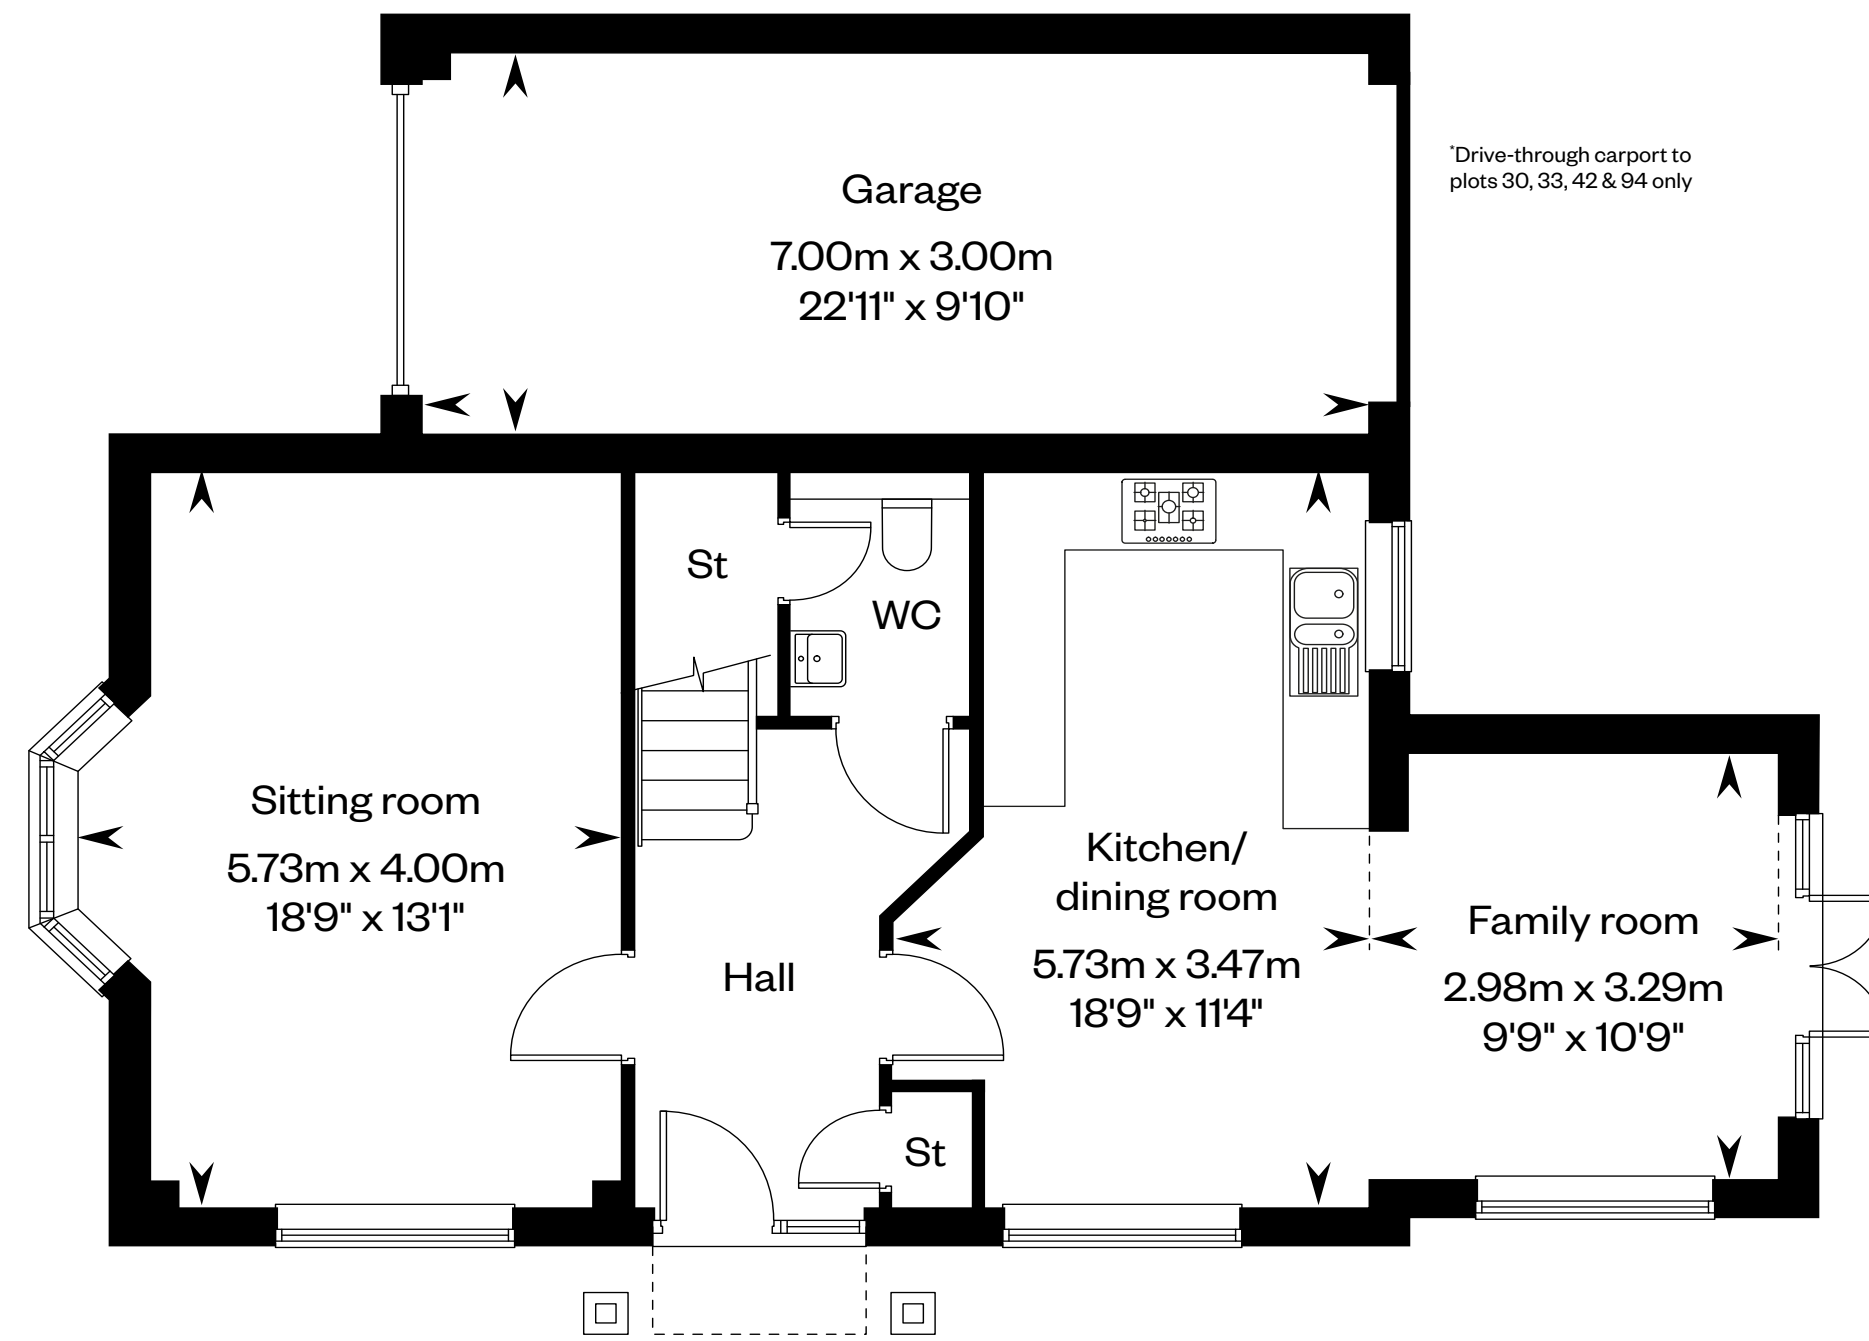 Garage
7.00m x 3.00m
22'11" x 9'10"
*Drive-through carport to
plots 30, 33, 42 & 94 only
St
WC
Sitting room
5.73m x 4.00m
18'9" x 13'1"
Hall
Kitchen/
dining room
5.73m x 3.47m
18'9" x 11'4"
Family room
2.98m x 3.29m
9'9" x 10'9"
St